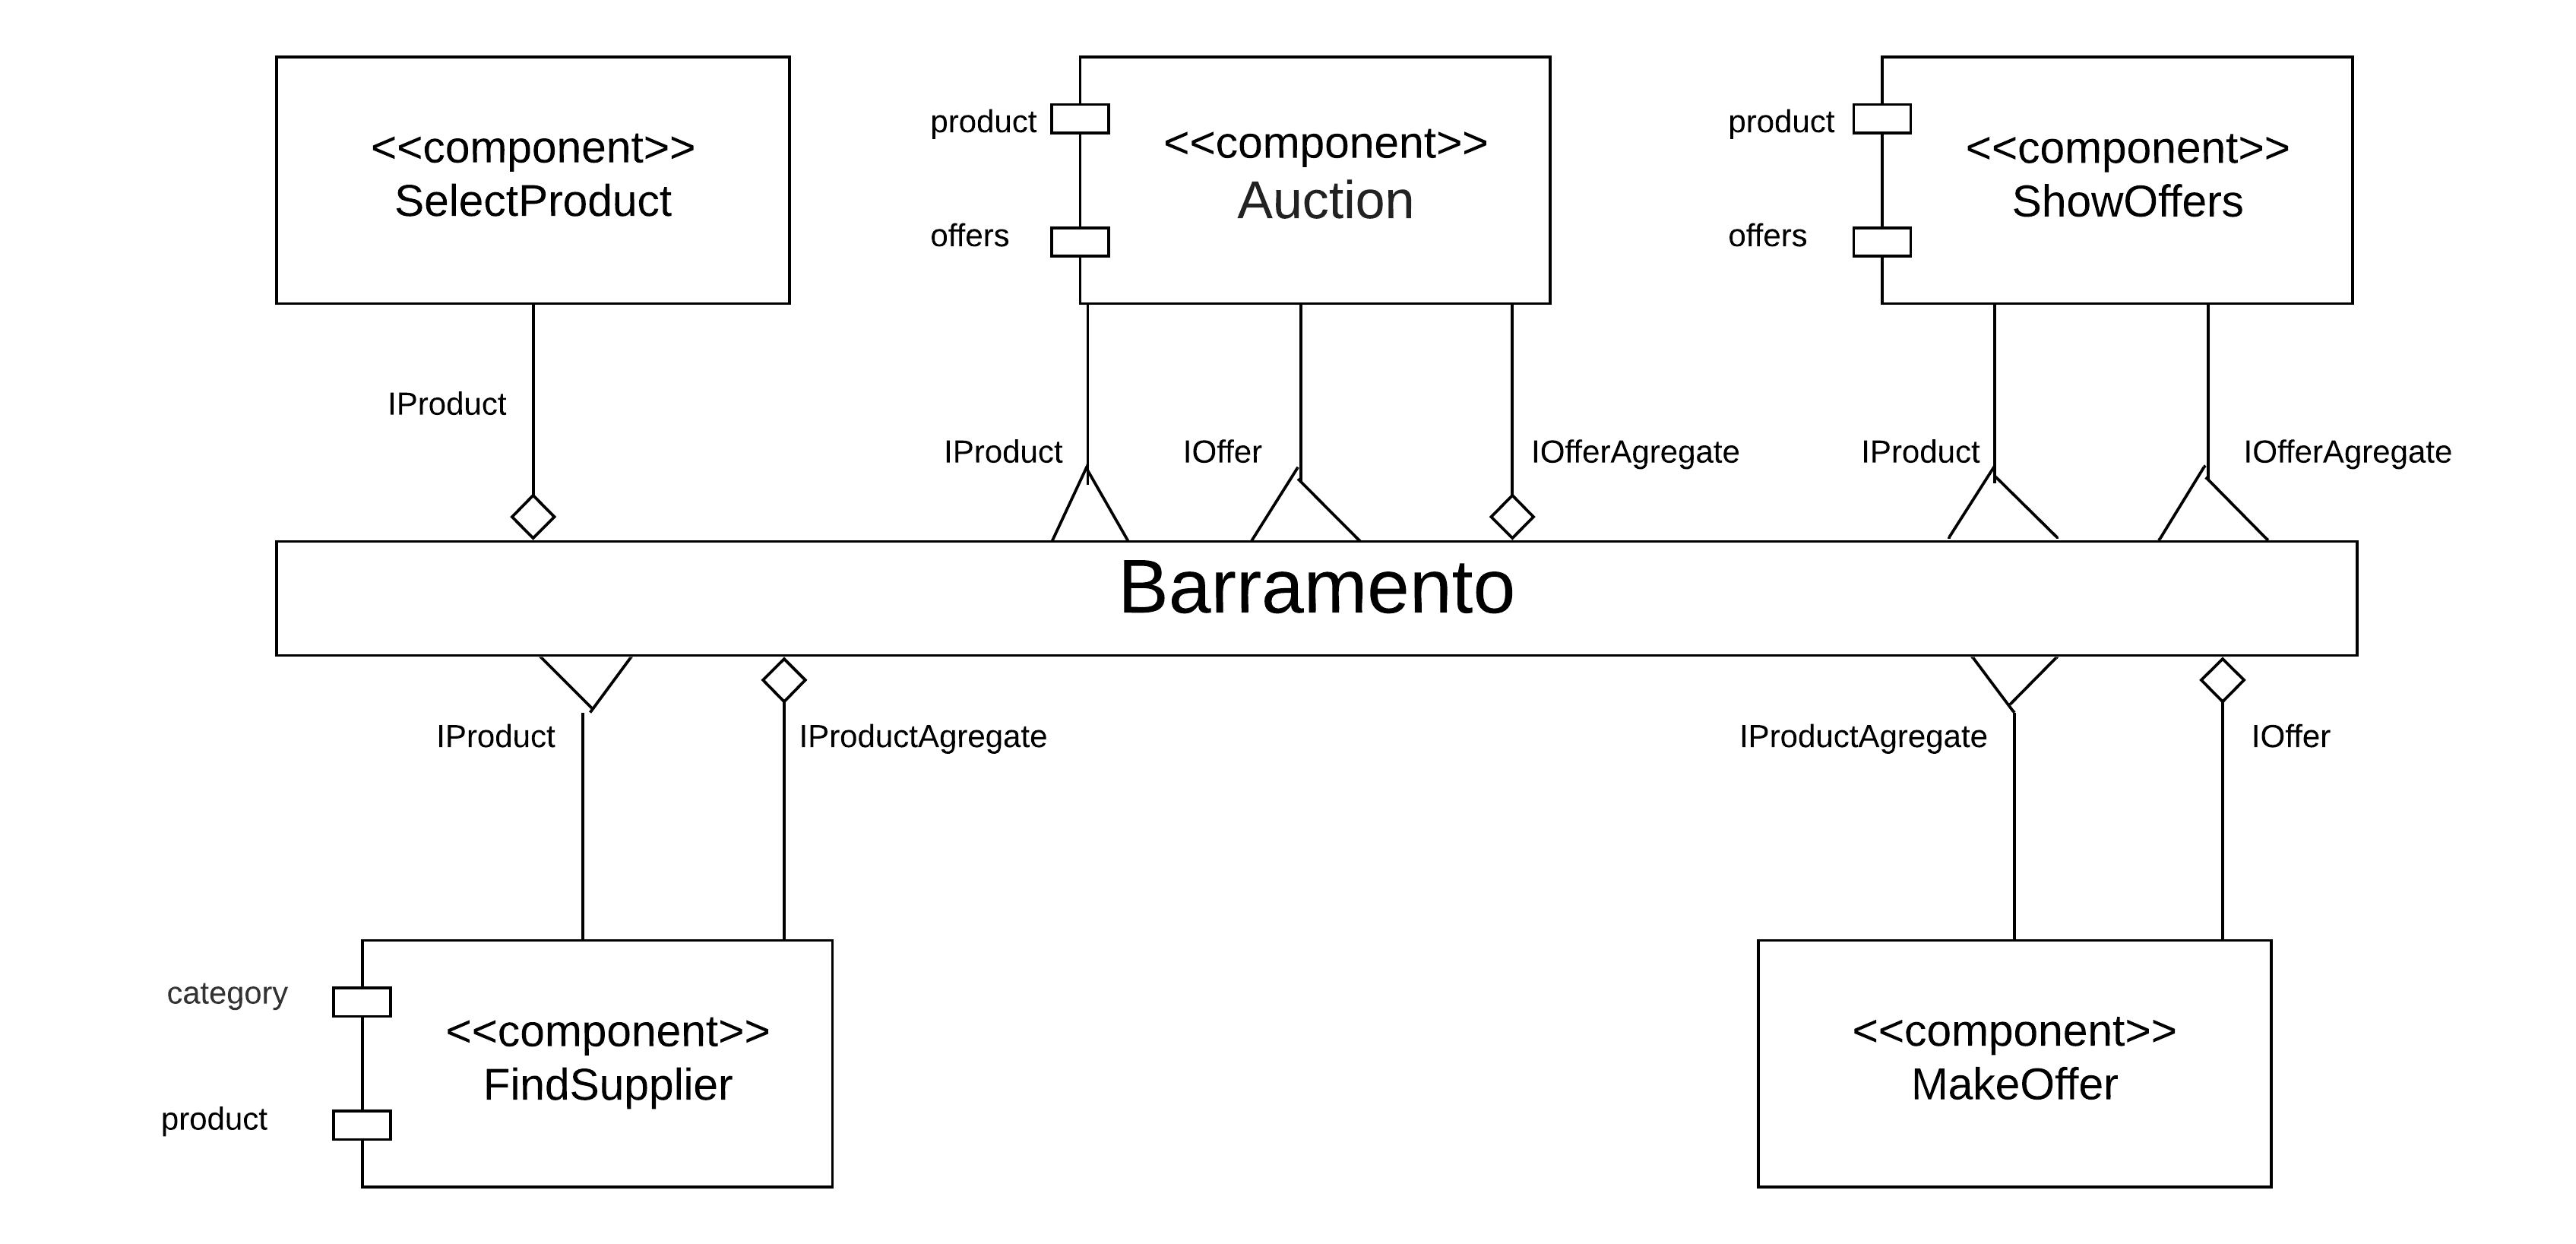 <<component>>
SelectProduct
product
offers
<<component>>
Auction
product
offers
<<component>>
ShowOffers
IProduct
IProduct
IOffer
IOfferAgregate
IProduct
IOfferAgregate
Barramento
IProduct
IProductAgregate
IProductAgregate
IOffer
category
product
<<component>>
FindSupplier
<<component>>
MakeOffer